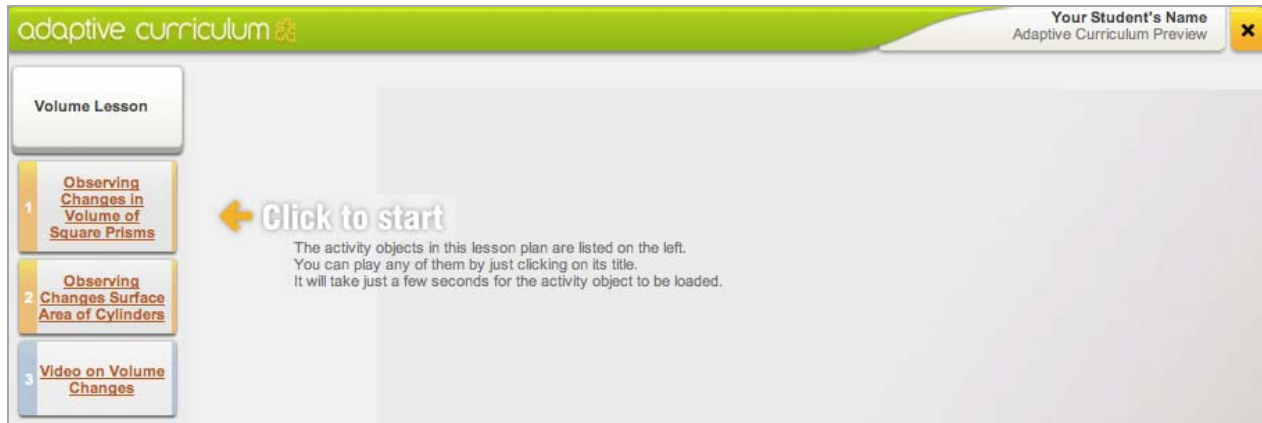 adaptive curriculum
Your Student's Name
Adaptive Curriculum Preview
Volume Lesson
1
Observing
Changes in
Volume of
Square Prisms
2
Observing
Changes Surface
Area of Cylinders
3
Video on Volume
Changes
Click to start
The activity objects in this lesson plan are listed on the left.
You can play any of them by just clicking on its title.
It will take just a few seconds for the activity object to be loaded.